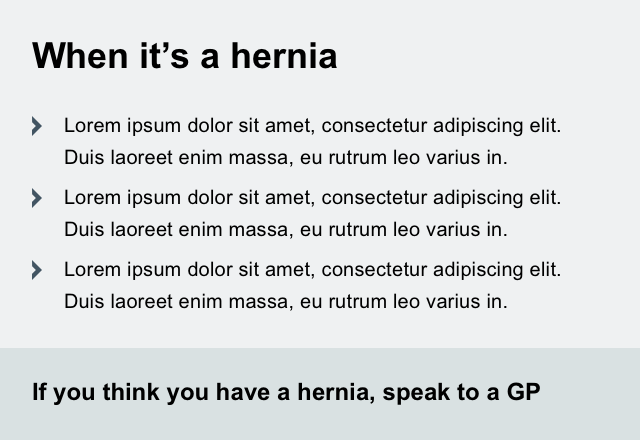 When it’s a hernia
Lorem ipsum dolor sit amet, consectetur adipiscing elit.
Duis laoreet enim massa, eu rutrum leo varius in.
Lorem ipsum dolor sit amet, consectetur adipiscing elit.
Duis laoreet enim massa, eu rutrum leo varius in.
Lorem ipsum dolor sit amet, consectetur adipiscing elit.
Duis laoreet enim massa, eu rutrum leo varius in.
If you think you have a hernia, speak to a GP